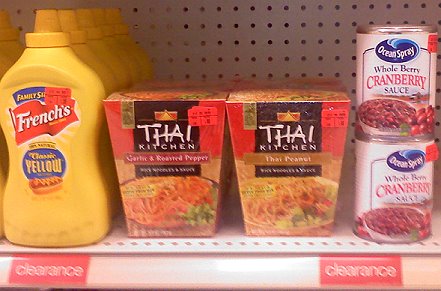 FAMILY SIZE
French's
Classic
YELLOW
THAI
KITCHEN
Garlic & Roasted Pepper
RICE NOODLES & SAUCE
THAI
KITCHEN
Thai Peanut
RICE NOODLES & SAUCE
Ocean Spray
Whole Berry
CRANBERRY
SAUCE
Ocean Spray
Whole Berry
CRANBERRY
SAUCE
clearance
clearance